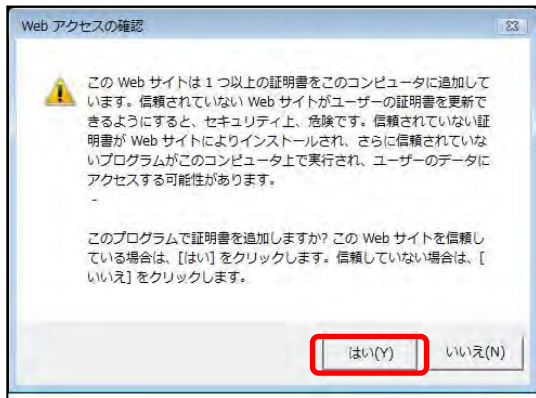 Web アクセスの確認
この Web サイトは 1 つ以上の証明書をこのコンピュータに追加して
います。信頼されていない Web サイトがユーザーの証明書を更新で
きるようにすると、セキュリティ上、危険です。信頼されていない証
明書が Web サイトによりインストールされ、さらに信頼されていな
いプログラムがこのコンピュータ上で実行され、ユーザーのデータに
アクセスする可能性があります。
-
このプログラムで証明書を追加しますか? この Web サイトを信頼し
ている場合は、[はい] をクリックします。信頼していない場合は、[
いいえ] をクリックします。
はい(Y) いいえ(N)